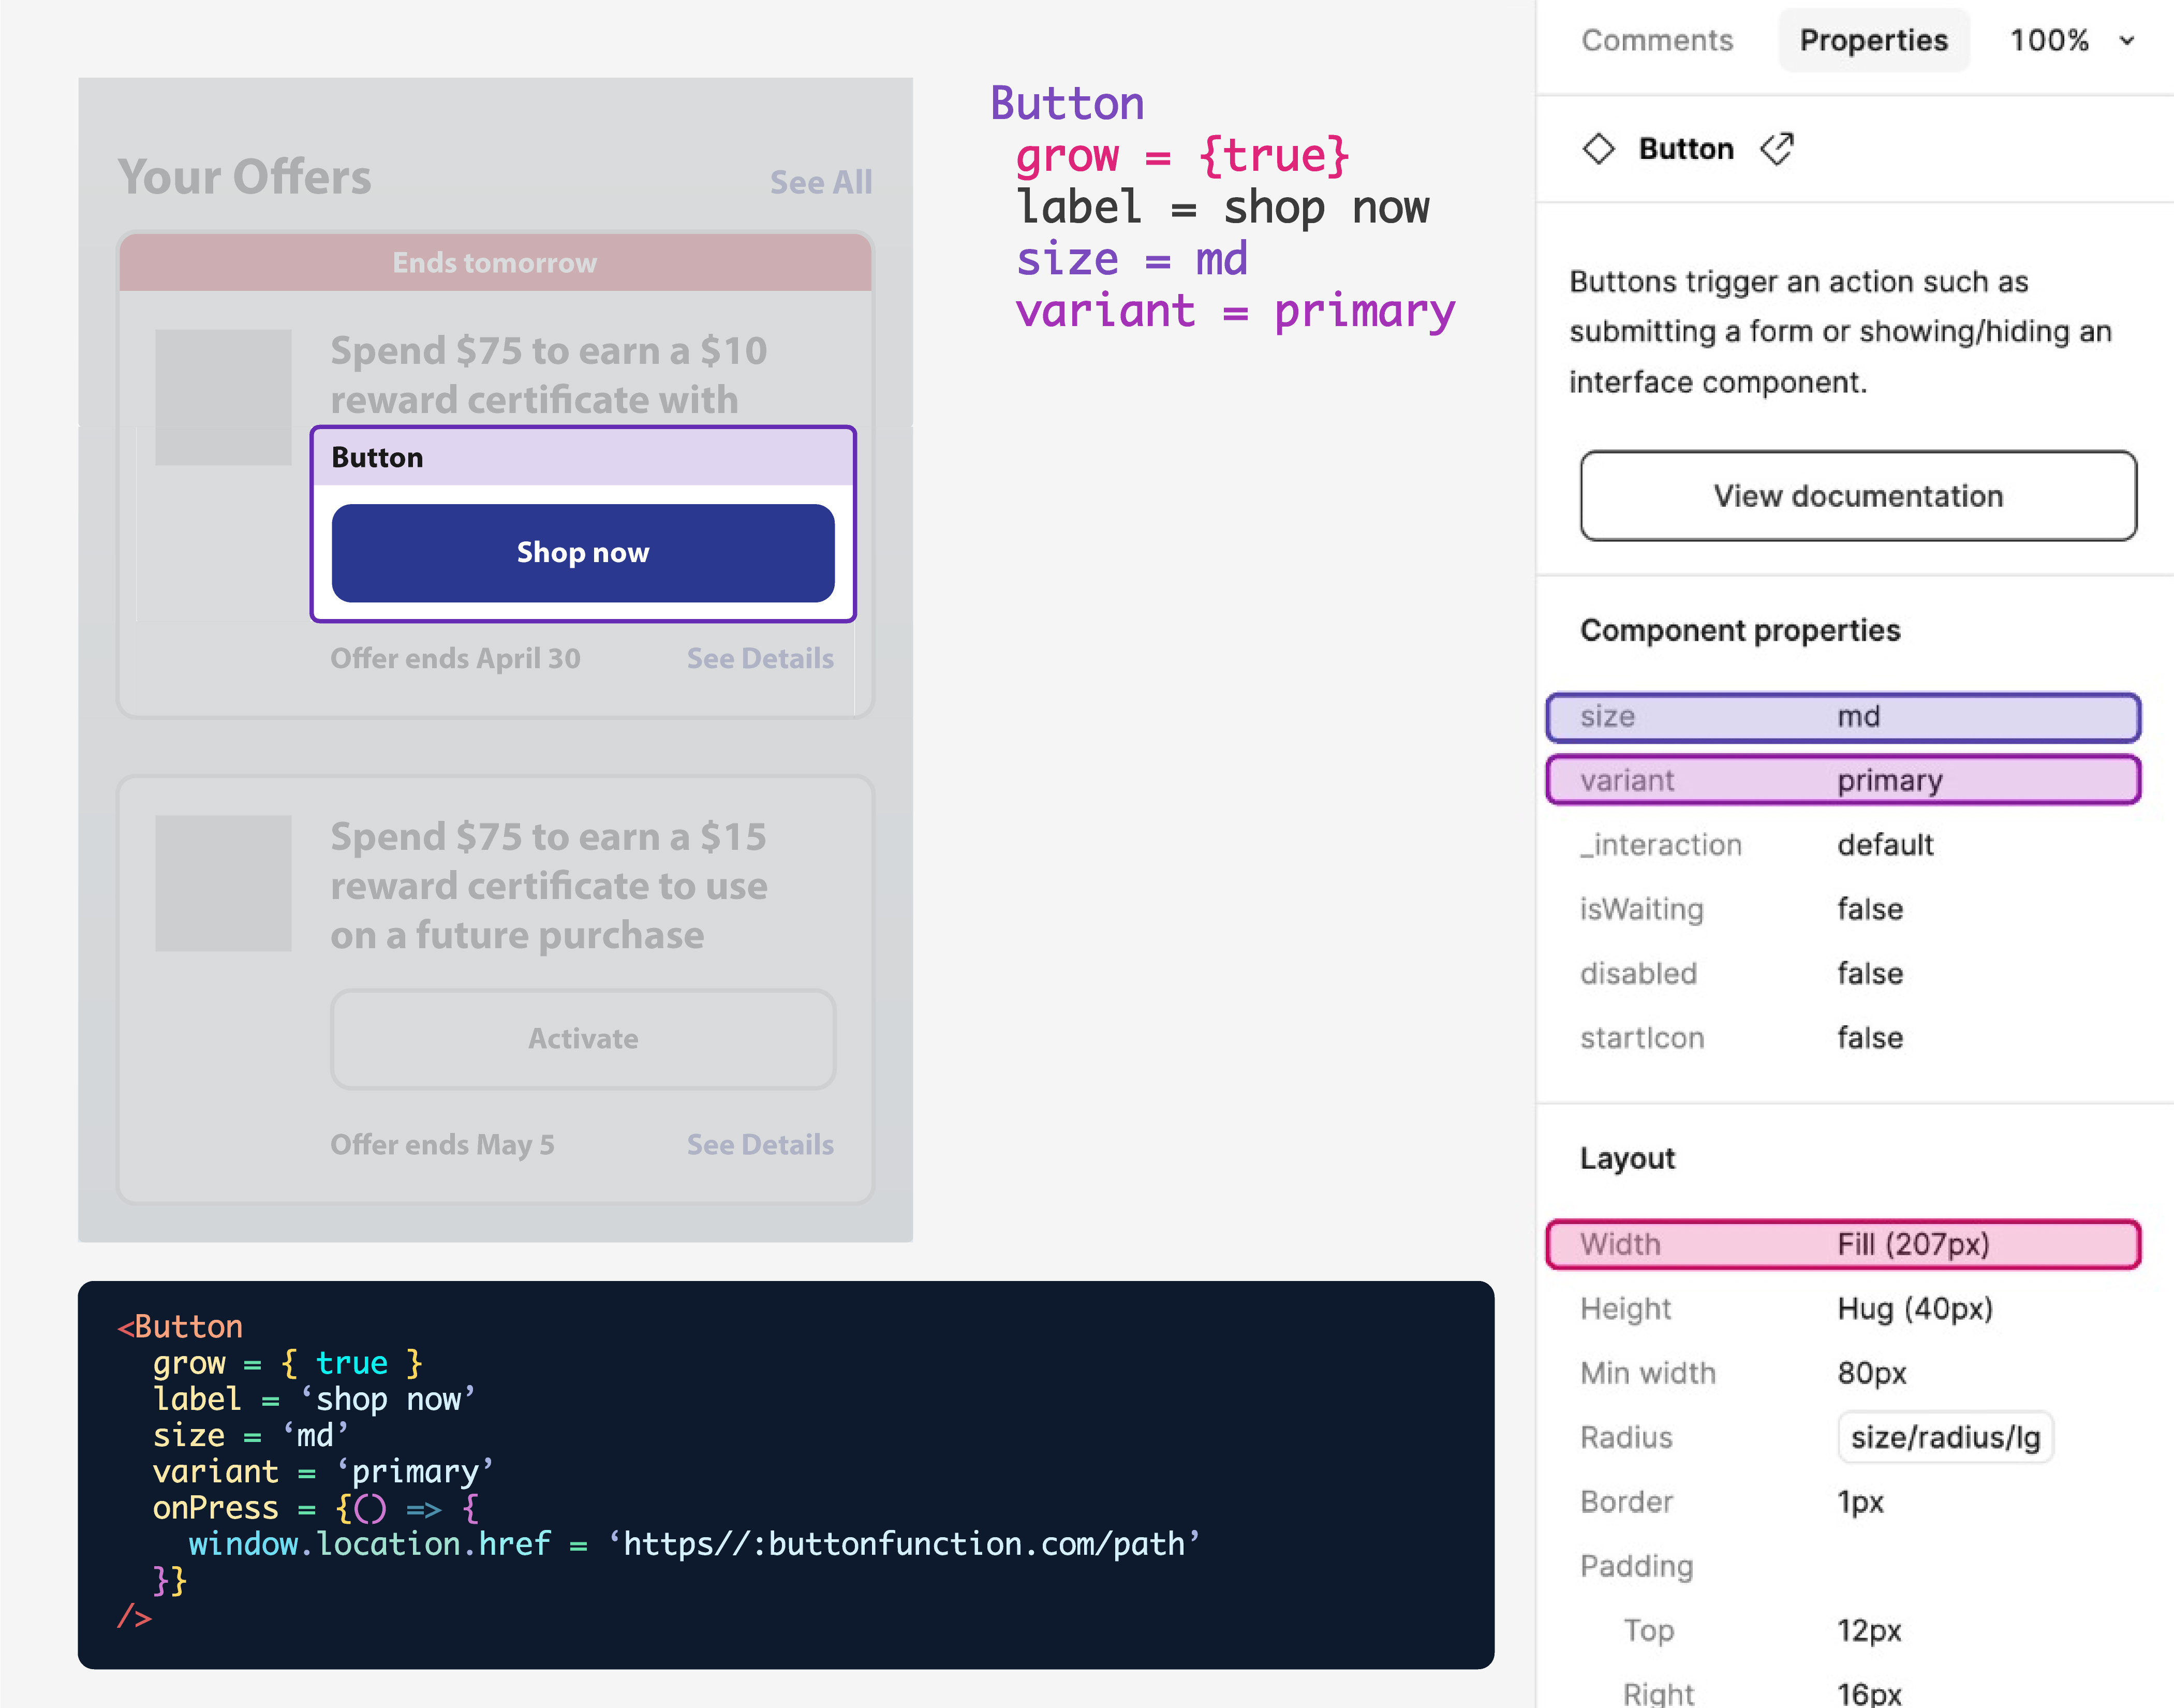 Your Offers
See All
Ends tomorrow
Spend $75 to earn a $10
reward certificate with
Button
Shop now
Offer ends April 30
See Details
Spend $75 to earn a $15
reward certificate to use
on a future purchase
Activate
Offer ends May 5
See Details
Button
grow = {true}
label = shop now
size = md
variant = primary
<Button
grow = { true }
label = ‘shop now’
size = ‘md’
variant = ‘primary’
onPress = {() => {
window.location.href = ‘https//:buttonfunction.com/path’
}}
/>
Comments
Properties
100%
Button
Buttons trigger an action such as
submitting a form or showing/hiding an
interface component.
View documentation
Component properties
size md
variant primary
_interaction default
isWaiting false
disabled false
startIcon false
Layout
Width Fill (207px)
Height Hug (40px)
Min width 80px
Radius size/radius/lg
Border 1px
Padding
Top 12px
Right 16px